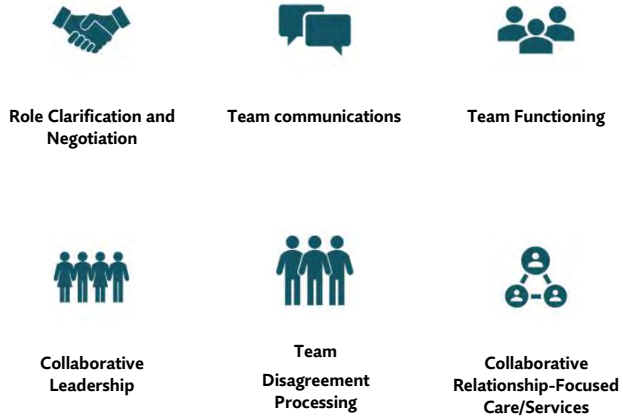 Role Clarification and
Negotiation
Team communications
Team Functioning
Collaborative
Leadership
Team
Disagreement
Processing
Collaborative
Relationship-Focused
Care/Services